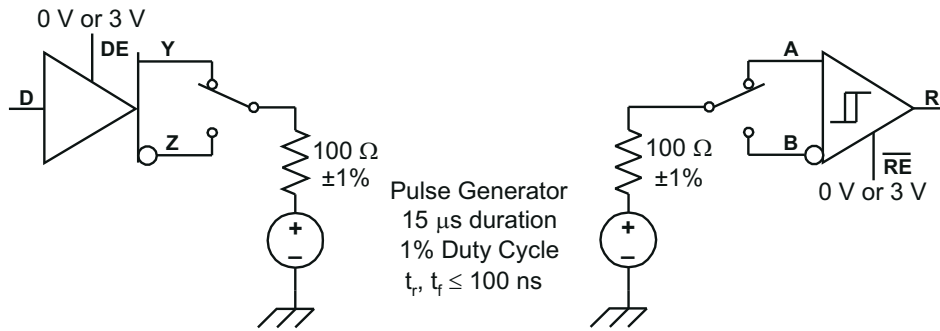 0 V or 3 V
DE
Y
D
Z
100 Ω
±1%
+
−
Pulse Generator
15 μs duration
1% Duty Cycle
tr, tf ≤ 100 ns
A
B
R
RE
0 V or 3 V
100 Ω
±1%
+
−